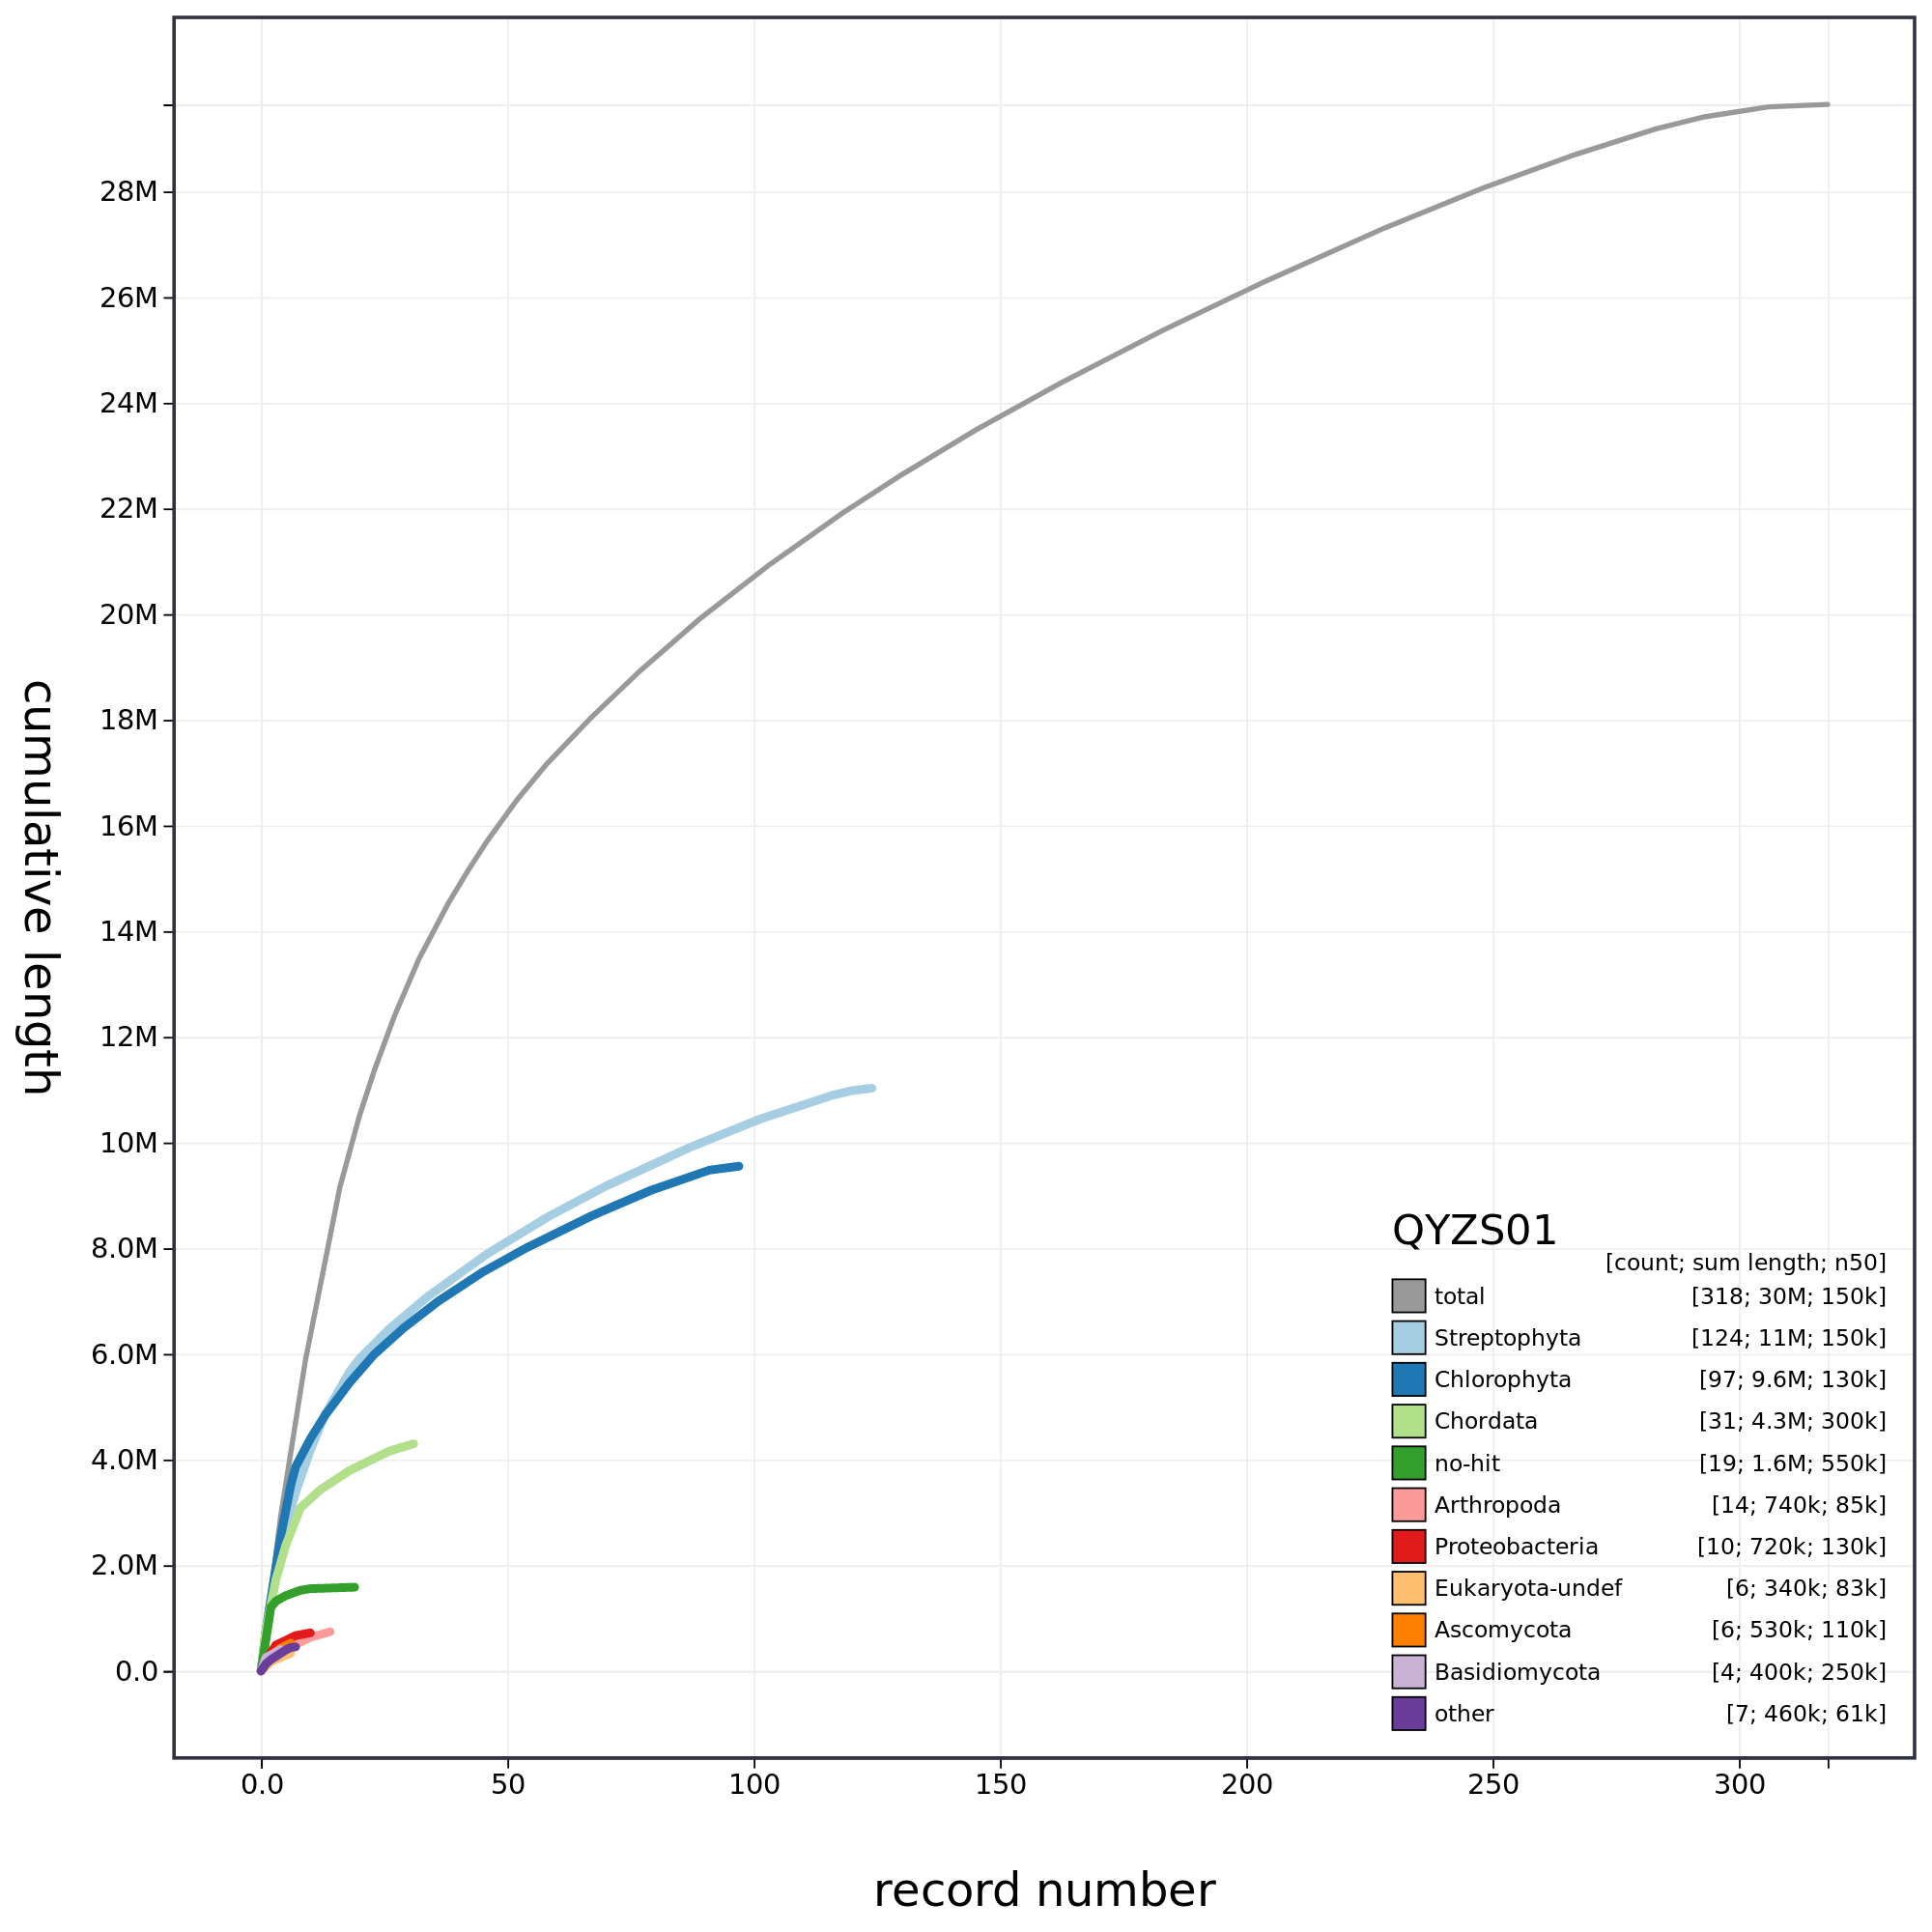 28M
26M
24M
22M
20M
18M
16M
14M
12M
10M
8.0M
6.0M
4.0M
2.0M
0.0
cumulative length
QYZS01
[count; sum length; n50]
total [318; 30M; 150k]
Streptophyta [124; 11M; 150k]
Chlorophyta [97; 9.6M; 130k]
Chordata [31; 4.3M; 300k]
no-hit [19; 1.6M; 550k]
Arthropoda [14; 740k; 85k]
Proteobacteria [10; 720k; 130k]
Eukaryota-undef [6; 340k; 83k]
Ascomycota [6; 530k; 110k]
Basidiomycota [4; 400k; 250k]
other [7; 460k; 61k]
0.0 50 100 150 200 250 300
record number